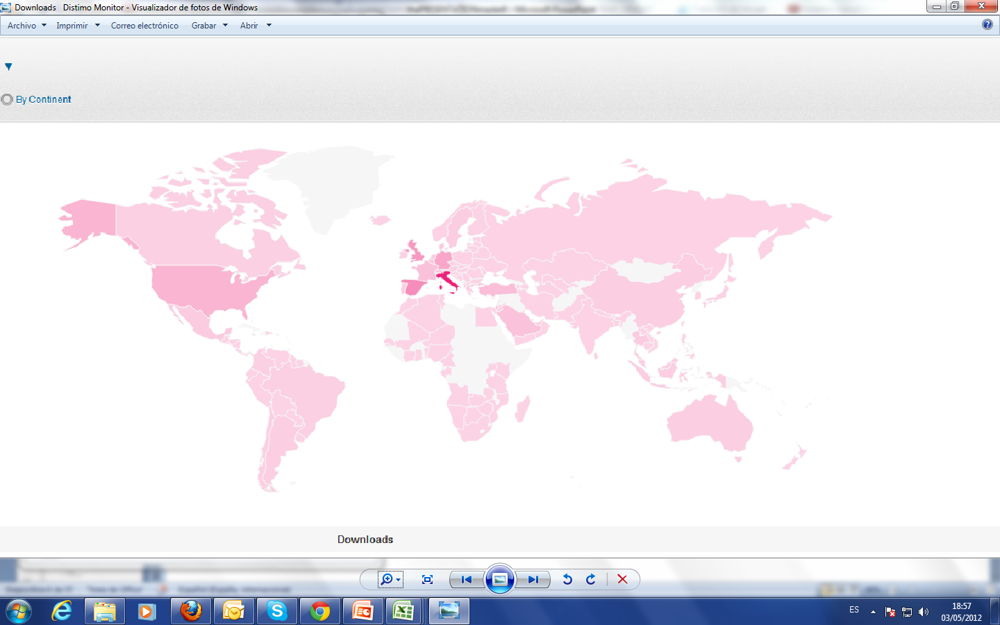 Downloads   Distimo Monitor - Visualizador de fotos de Windows
Archivo Imprimir Correo electrónico Grabar Abrir
By Continent
Downloads
ES
18:57
03/05/2012